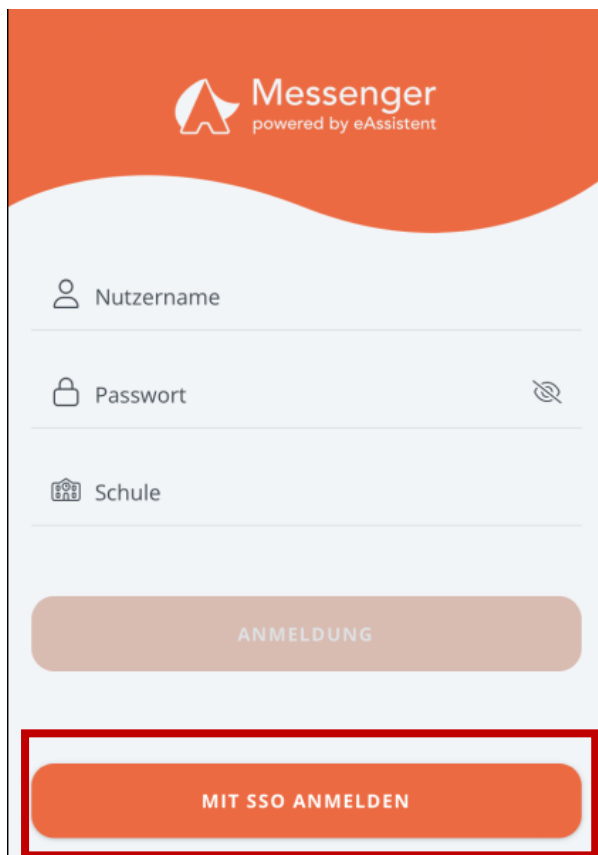 Messenger
powered by eAssistent
Nutzername
Passwort
Schule
ANMELDUNG
MIT SSO ANMELDEN